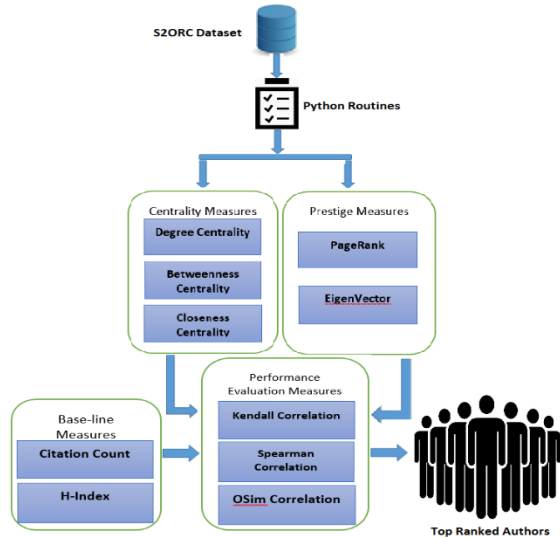 S2ORC Dataset
Python Routines
Centrality Measures
Degree Centrality
Betweenness
Centrality
Closeness
Centrality
Prestige Measures
PageRank
EigenVector
Performance
Evaluation Measures
Kendall Correlation
Spearman
Correlation
OSim Correlation
Base-line
Measures
Citation Count
H-Index
Top Ranked Authors